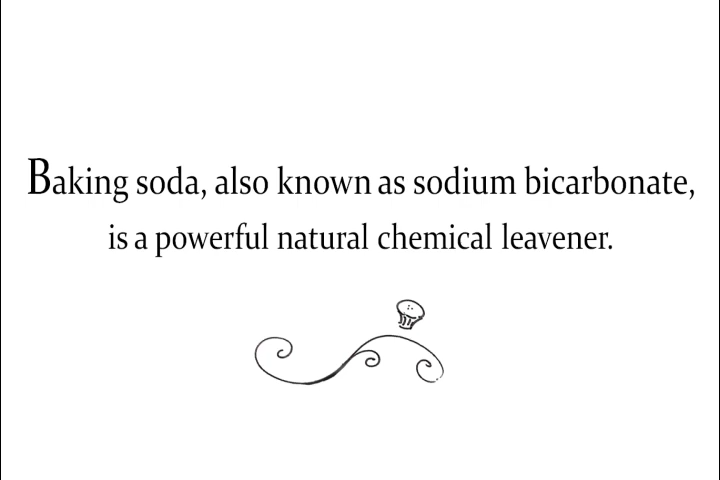 Baking soda, also known as sodium bicarbonate,
is a powerful natural chemical leavener.